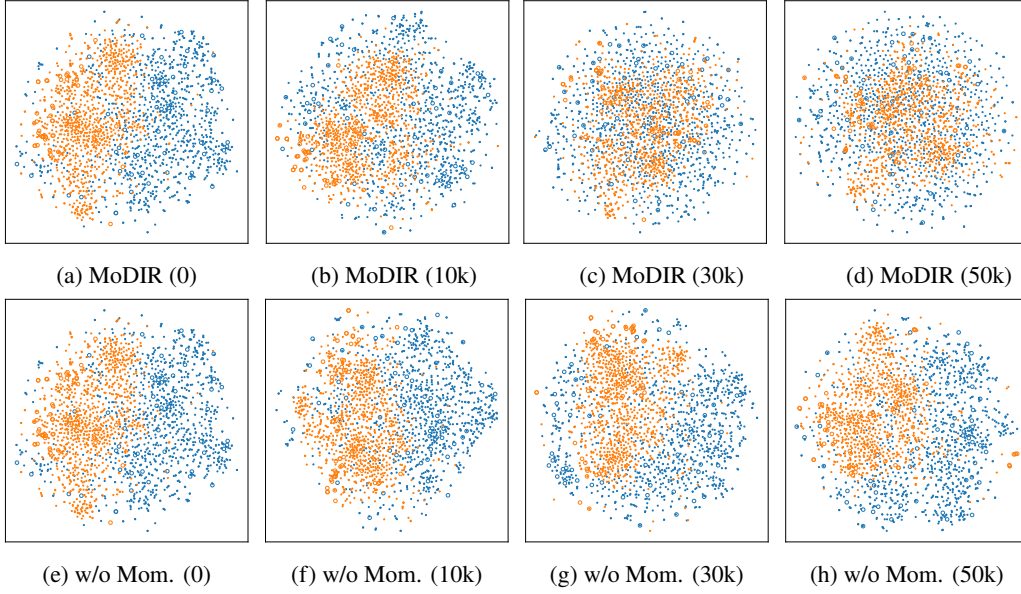 (a) MoDIR (0)
(b) MoDIR (10k)
(c) MoDIR (30k)
(d) MoDIR (50k)
(e) w/o Mom. (0)
(f) w/o Mom. (10k)
(g) w/o Mom. (30k)
(h) w/o Mom. (50k)